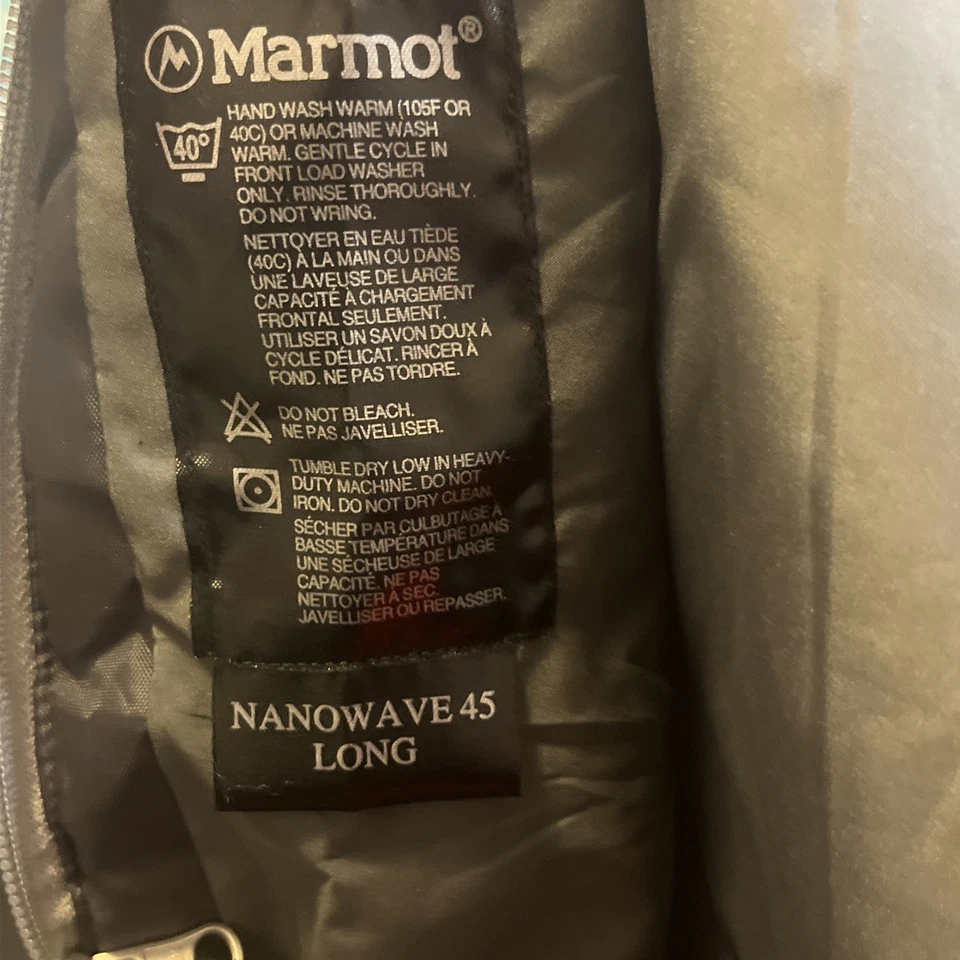 Marmot®
HAND WASH WARM (105F OR
40C) OR MACHINE WASH
WARM. GENTLE CYCLE IN
FRONT LOAD WASHER
ONLY. RINSE THOROUGHLY.
DO NOT WRING.
40°
NETTOYER EN EAU TIÈDE
(40C) À LA MAIN OU DANS
UNE LAVEUSE DE LARGE
CAPACITÉ À CHARGEMENT
FRONTAL SEULEMENT.
UTILISER UN SAVON DOUX À
CYCLE DÉLICAT. RINCER À
FOND. NE PAS TORDRE.
DO NOT BLEACH.
NE PAS JAVELLISER.
TUMBLE DRY LOW IN HEAVY-
DUTY MACHINE. DO NOT
IRON. DO NOT DRY CLEAN.
SÉCHER PAR CULBUTAGE À
BASSE TEMPÉRATURE DANS
UNE SÉCHEUSE DE LARGE
CAPACITÉ. NE PAS
NETTOYER À SEC.
JAVELLISER OU REPASSER.
NANOWAVE 45
LONG